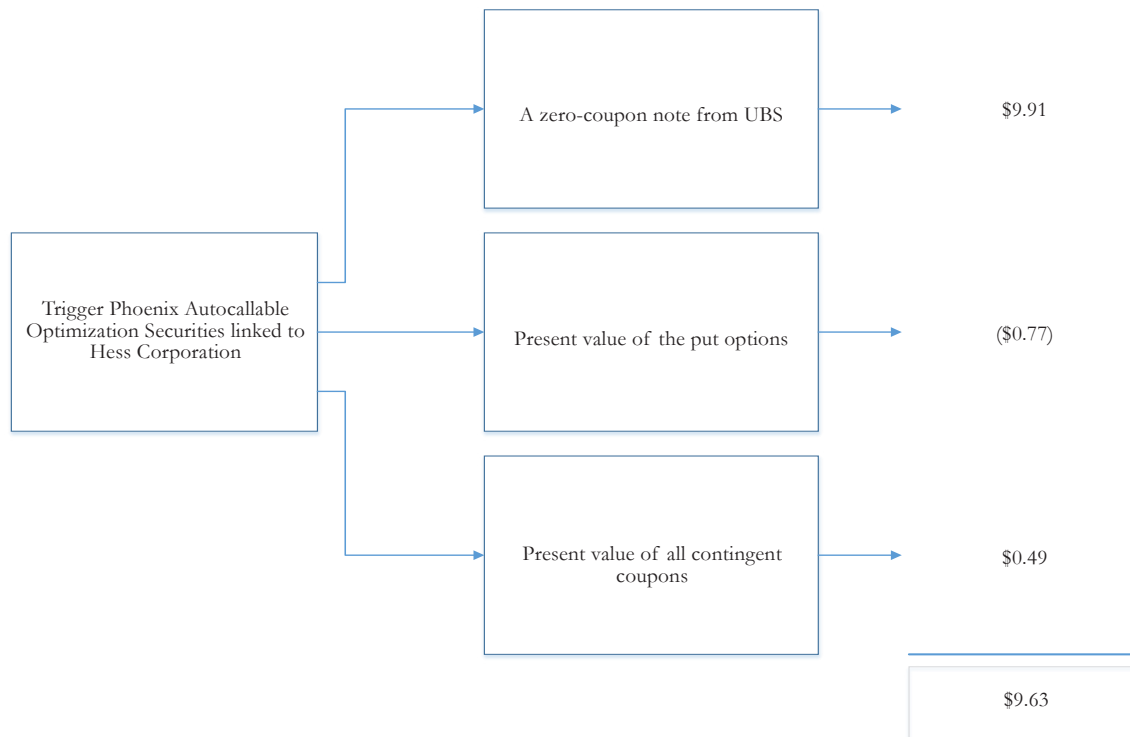 A zero-coupon note from UBS
$9.91
Trigger Phoenix Autocallable
Optimization Securities linked to
Hess Corporation
Present value of the put options
($0.77)
Present value of all contingent
coupons
$0.49
$9.63